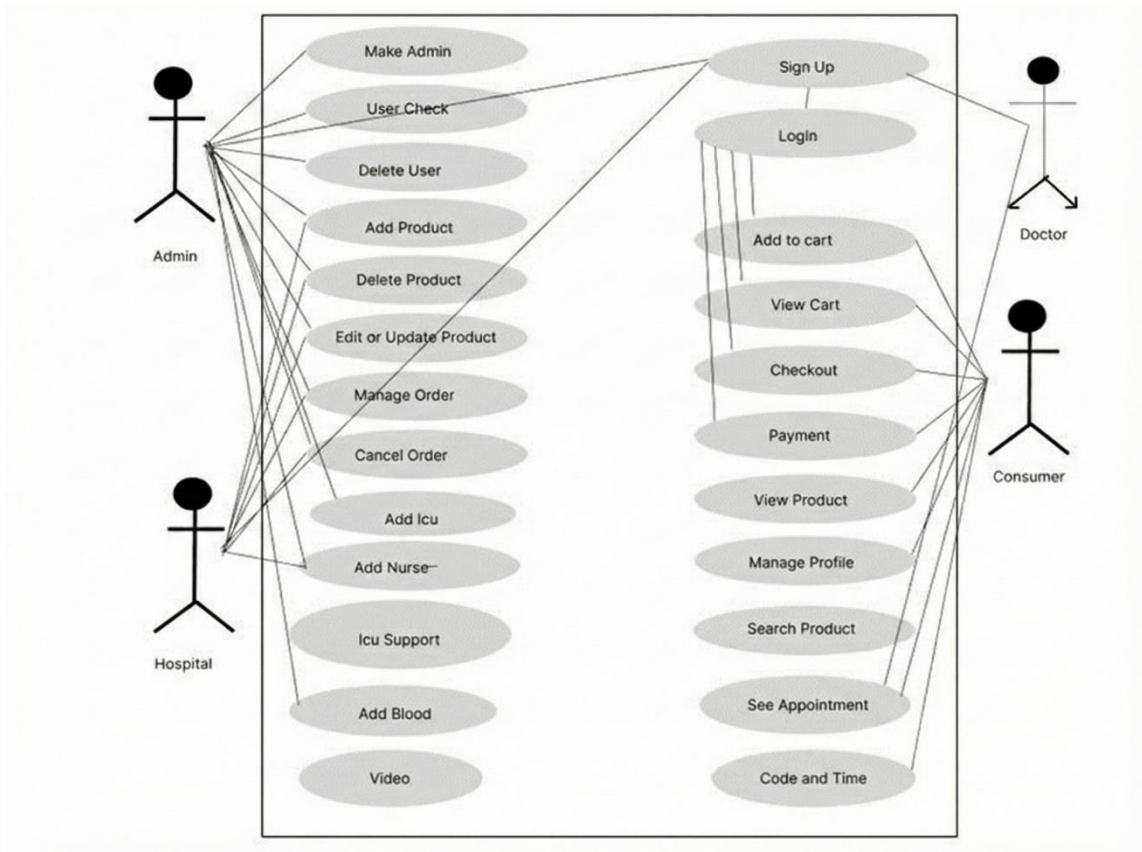 Make Admin
User Check
Delete User
Add Product
Delete Product
Edit or Update Product
Manage Order
Cancel Order
Add Icu
Add Nurse
Icu Support
Add Blood
Video
Sign Up
LogIn
Add to cart
View Cart
Checkout
Payment
View Product
Manage Profile
Search Product
See Appointment
Code and Time
Admin
Hospital
Doctor
Consumer